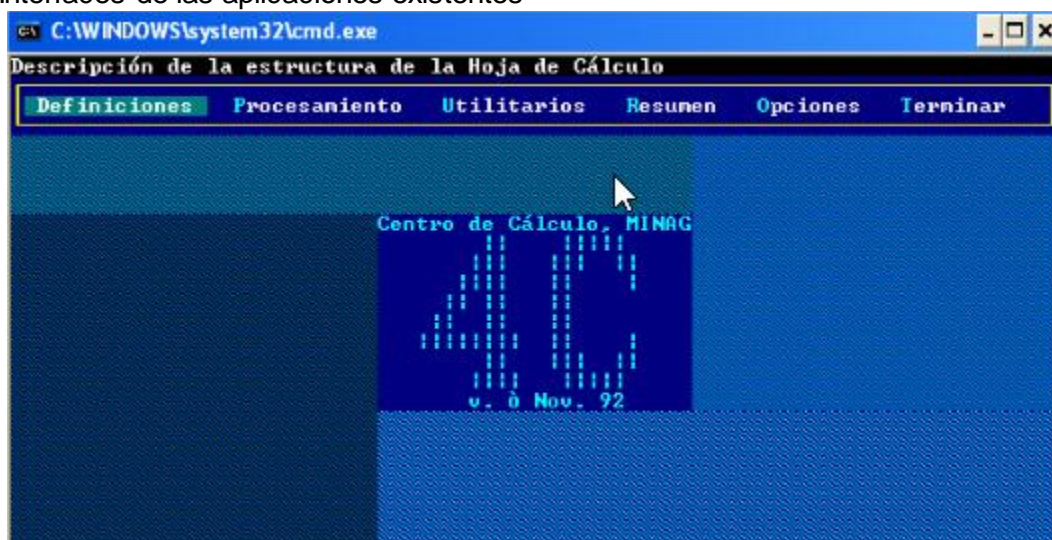 interfaces de las aplicaciones existentes
C:\WINDOWS\system32\cmd.exe
Descripción de la estructura de la Hoja de Cálculo
Definiciones Procesamiento Utilitarios Resumen Opciones Terminar
Centro de Cálculo, MINAG
4C
v. ò Nov. 92